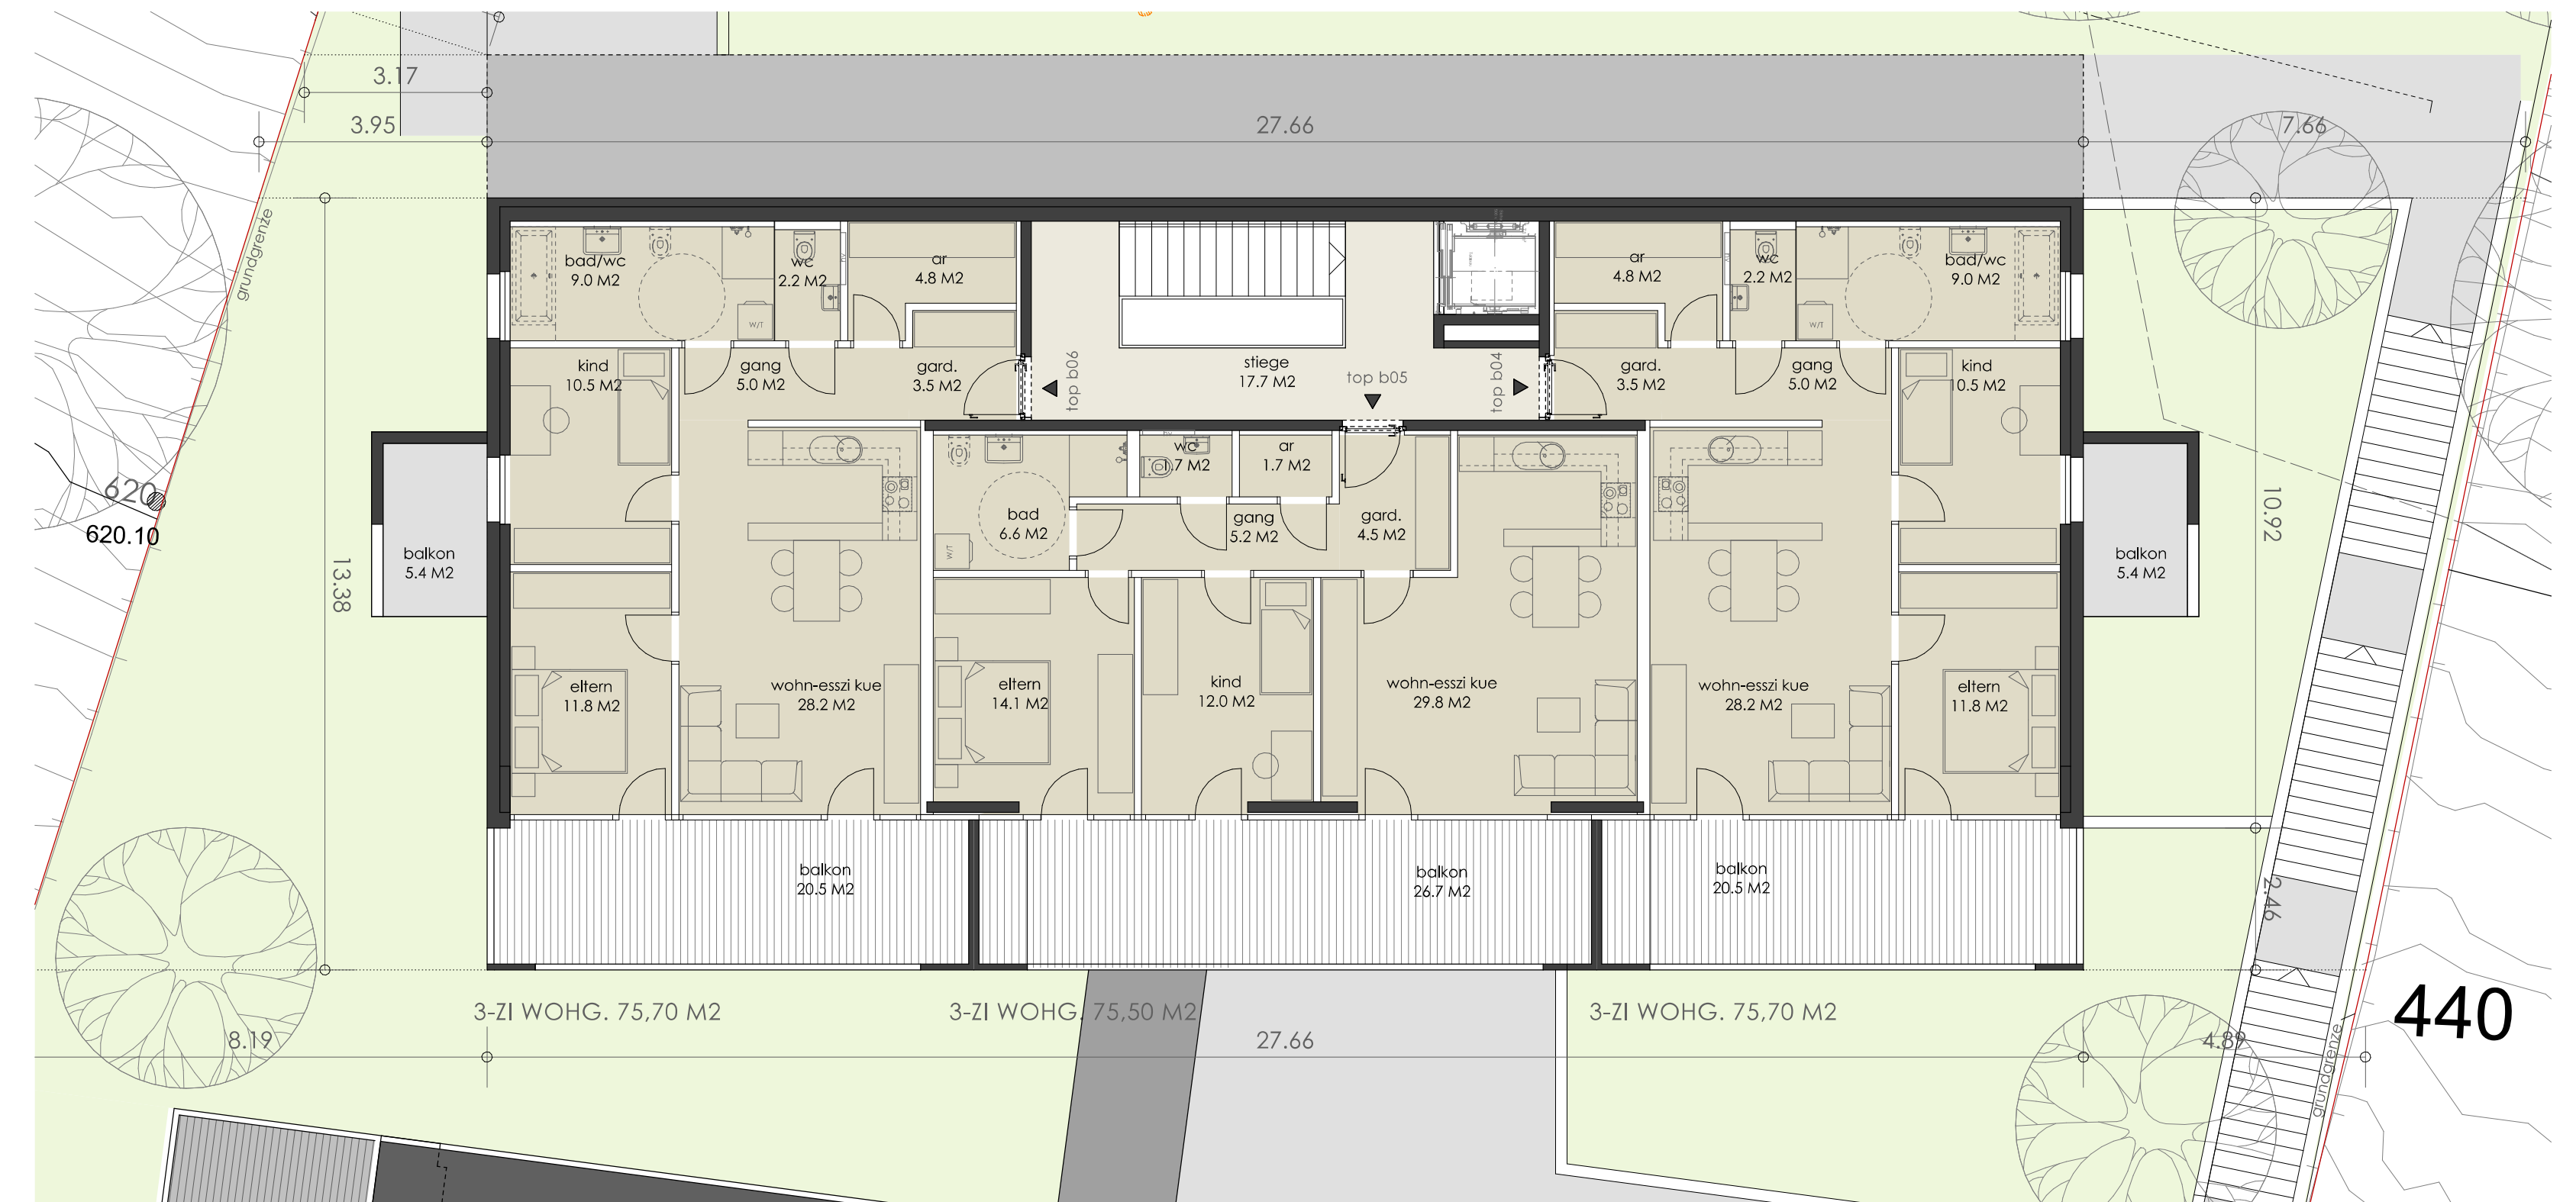 3.17
3.95
27.66
7.66
grundgrenze
bad/wc
9.0 M2
wc
2.2 M2
ar
4.8 M2
ar
4.8 M2
wc
2.2 M2
bad/wc
9.0 M2
W/T
W/T
kind
10.5 M2
gang
5.0 M2
gard.
3.5 M2
top b06
stiege
17.7 M2
top b05
top b04
gard.
3.5 M2
gang
5.0 M2
kind
10.5 M2
wc
1.7 M2
ar
1.7 M2
620
620.10
bad
6.6 M2
W/T
gang
5.2 M2
gard.
4.5 M2
10.92
balkon
5.4 M2
balkon
5.4 M2
13.38
eltern
11.8 M2
wohn-esszi kue
28.2 M2
eltern
14.1 M2
kind
12.0 M2
wohn-esszi kue
29.8 M2
wohn-esszi kue
28.2 M2
eltern
11.8 M2
balkon
20.5 M2
balkon
26.7 M2
balkon
20.5 M2
2.46
3-ZI WOHG. 75,70 M2
3-ZI WOHG. 75,50 M2
3-ZI WOHG. 75,70 M2
440
8.19
27.66
4.89
grundgrenze